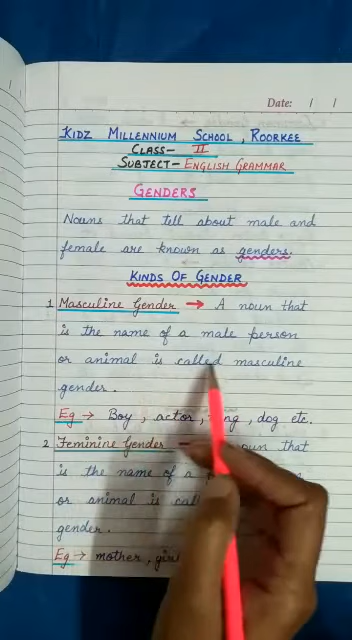 Date: / /
KIDZ MILLENNIUM SCHOOL, ROORKEE
CLASS- II
SUBJECT- ENGLISH GRAMMAR
GENDERS
Nouns that tell about male and
female are known as genders.
KINDS OF GENDER
1 Masculine Gender → A noun that
is the name of a male person
or animal is called masculine
gender.
Eg → Boy, actor, dog etc.
2 Feminine Gender → noun that
is the name of a
or animal is
gender.
Eg → mother,